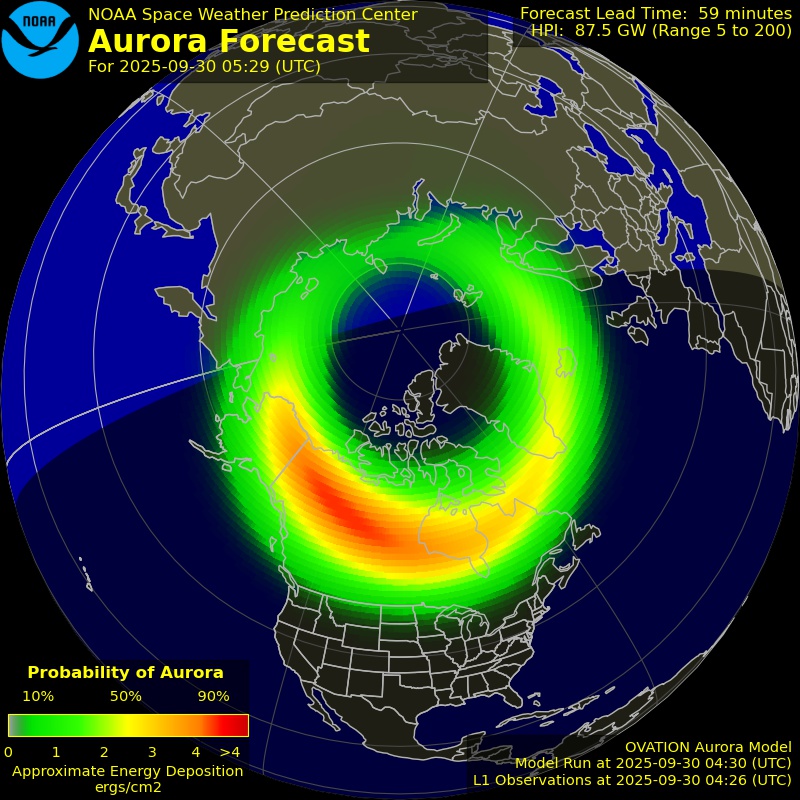 NOAA
NOAA Space Weather Prediction Center
Aurora Forecast
For 2025-09-30 05:29 (UTC)
Forecast Lead Time: 59 minutes
HPI: 87.5 GW (Range 5 to 200)
Probability of Aurora
10% 50% 90%
0 1 2 3 4 >4
Approximate Energy Deposition
ergs/cm2
OVATION Aurora Model
Model Run at 2025-09-30 04:30 (UTC)
L1 Observations at 2025-09-30 04:26 (UTC)